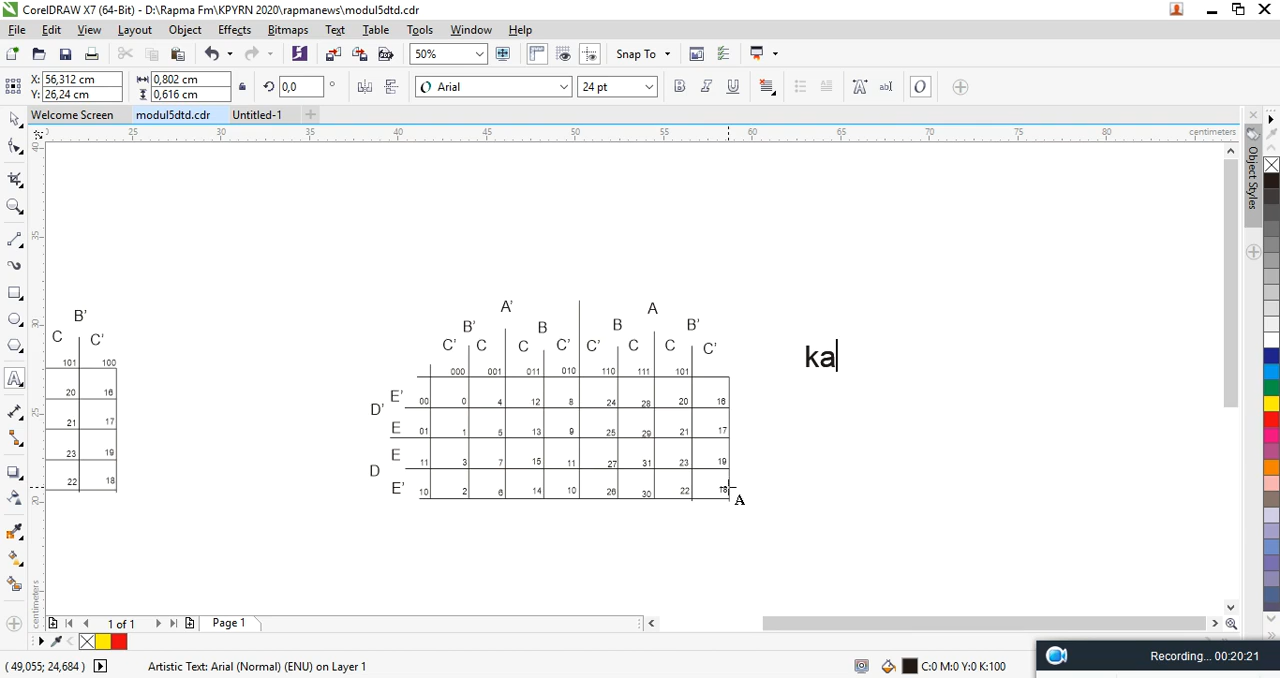 CorelDRAW X7 (64-Bit) - D:\Rapma Fm\KPYRN 2020\rapmanews\modul5dtd.cdr
File Edit View Layout Object Effects Bitmaps Text Table Tools Window Help
50% Snap To
X: 56,312 cm 0,802 cm 0,0 ° Arial 24 pt
Y: 26,24 cm 0,616 cm
Welcome Screen modul5dtd.cdr Untitled-1
20 25 30 35 40 45 50 55 60 65 70 75 80 centimeters
Object Styles
A' A
B' B' B B B'
C C' C' C C C' C' C C C'
ka
101 100 000 001 011 010 110 111 101
E' 00 0 4 12 8 24 28 20 16
20 16
D'
E 01 1 5 13 9 25 29 21 17
21 17
E 11 3 7 15 11 27 31 23 19
23 19
D
E' 10 2 6 14 10 26 30 22 18
22 18
A
centimeters
1 of 1 Page 1
( 49,055; 24,684 ) Artistic Text: Arial (Normal) (ENU) on Layer 1 C:0 M:0 Y:0 K:100
Recording... 00:20:21